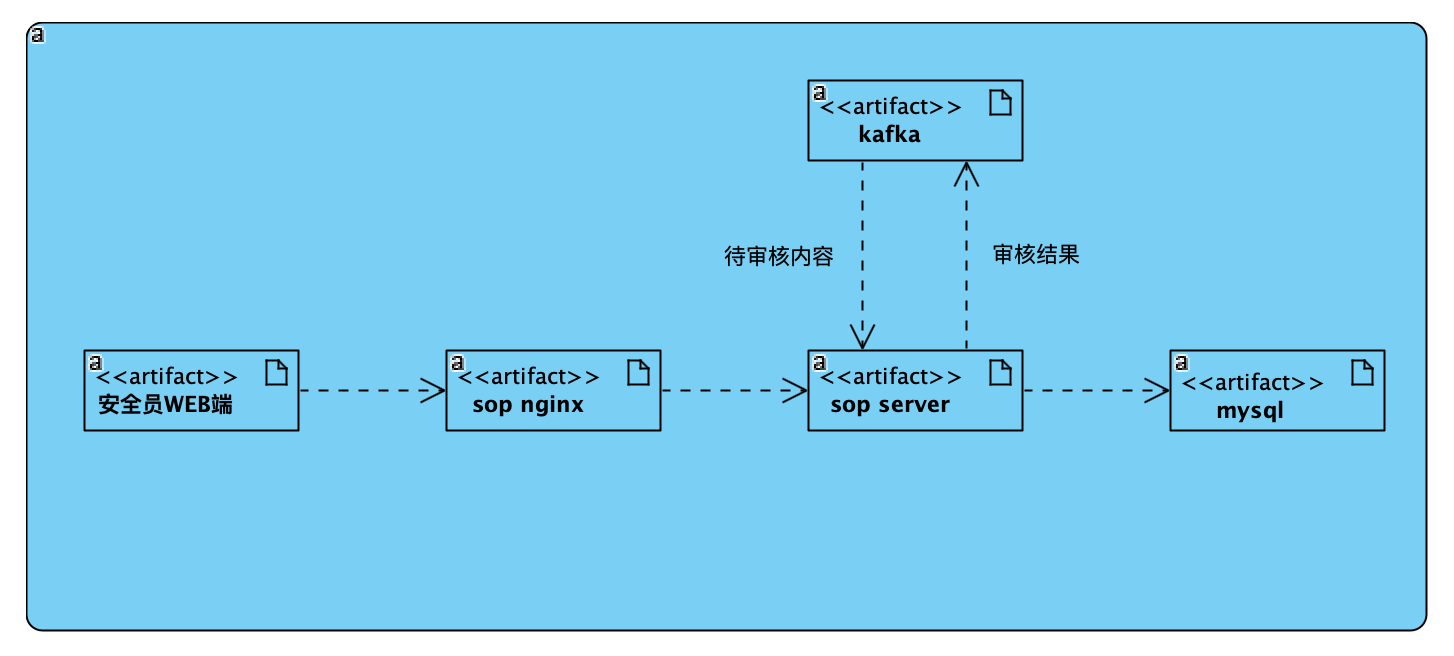 a
a
<<artifact>>
kafka
待审核内容
审核结果
a
<<artifact>>
安全员WEB端
a
<<artifact>>
sop nginx
a
<<artifact>>
sop server
a
<<artifact>>
mysql